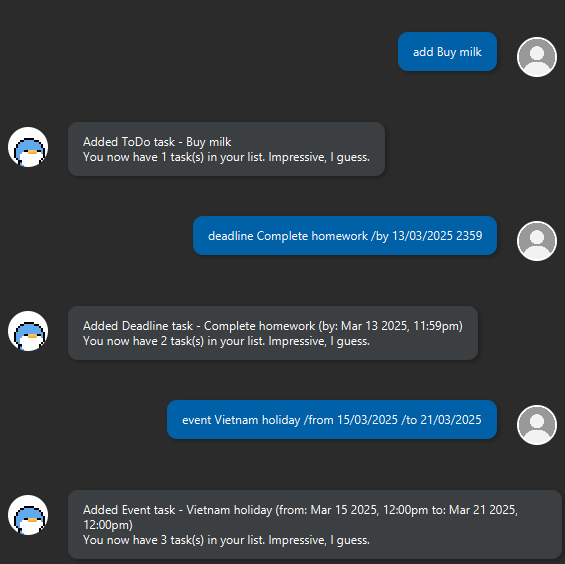 add Buy milk
Added ToDo task - Buy milk
You now have 1 task(s) in your list. Impressive, I guess.
deadline Complete homework /by 13/03/2025 2359
Added Deadline task - Complete homework (by: Mar 13 2025, 11:59pm)
You now have 2 task(s) in your list. Impressive, I guess.
event Vietnam holiday /from 15/03/2025 /to 21/03/2025
Added Event task - Vietnam holiday (from: Mar 15 2025, 12:00pm to: Mar 21 2025,
12:00pm)
You now have 3 task(s) in your list. Impressive, I guess.